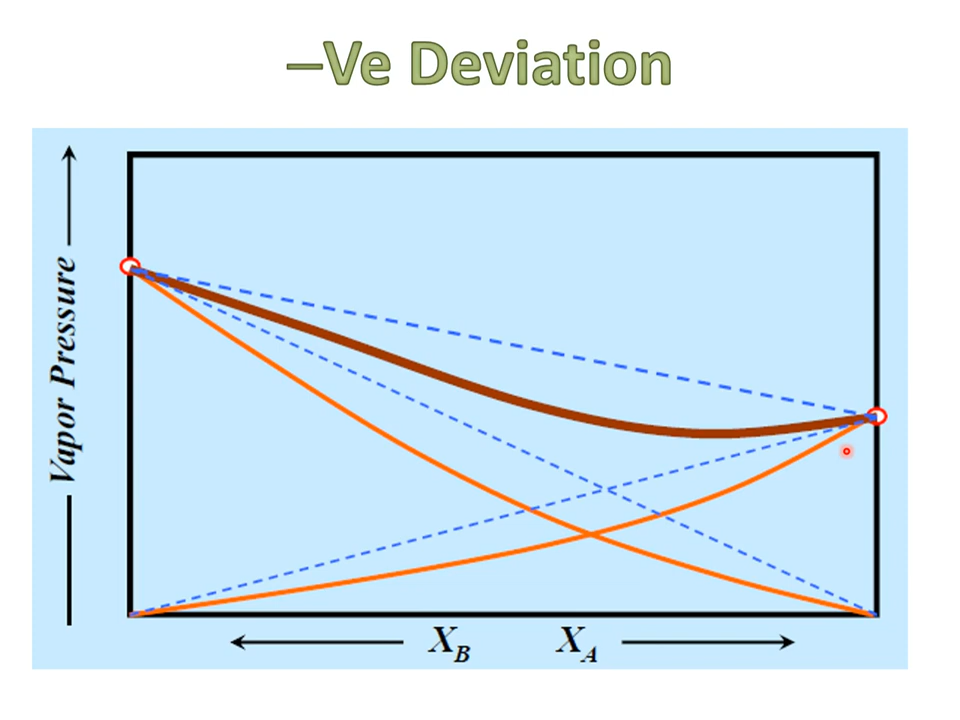 –Ve Deviation
Vapor Pressure
X_B X_A